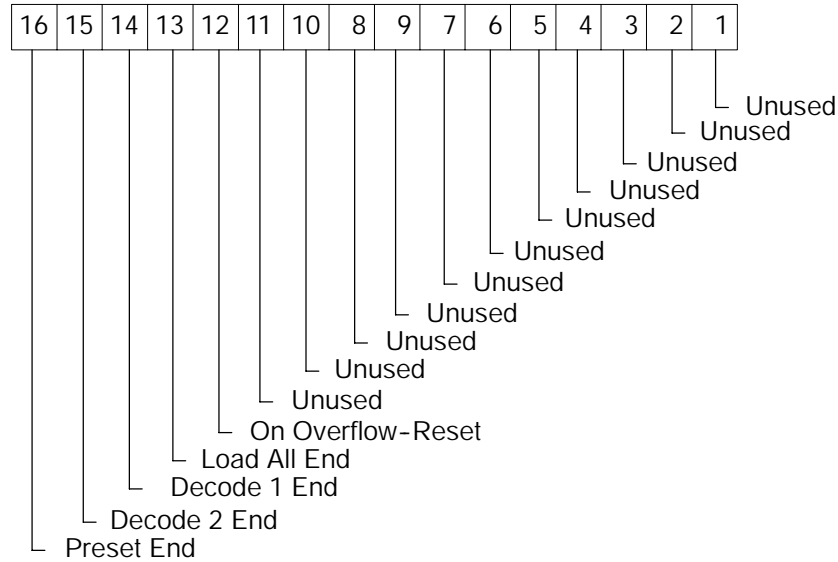 16 15 14 13 12 11 10 8 9 7 6 5 4 3 2 1
Unused
Unused
Unused
Unused
Unused
Unused
Unused
Unused
Unused
Unused
Unused
On Overflow-Reset
Load All End
Decode 1 End
Decode 2 End
Preset End